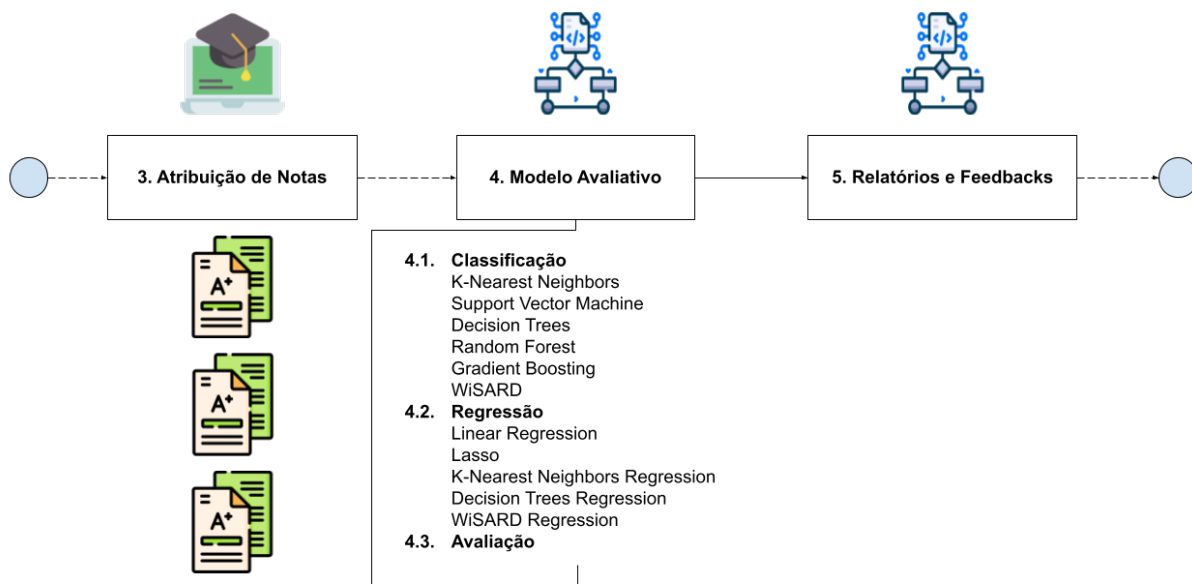 3. Atribuição de Notas
4. Modelo Avaliativo
5. Relatórios e Feedbacks
4.1. Classificação
K-Nearest Neighbors
Support Vector Machine
Decision Trees
Random Forest
Gradient Boosting
WiSARD
4.2. Regressão
Linear Regression
Lasso
K-Nearest Neighbors Regression
Decision Trees Regression
WiSARD Regression
4.3. Avaliação
A+
A+
A+